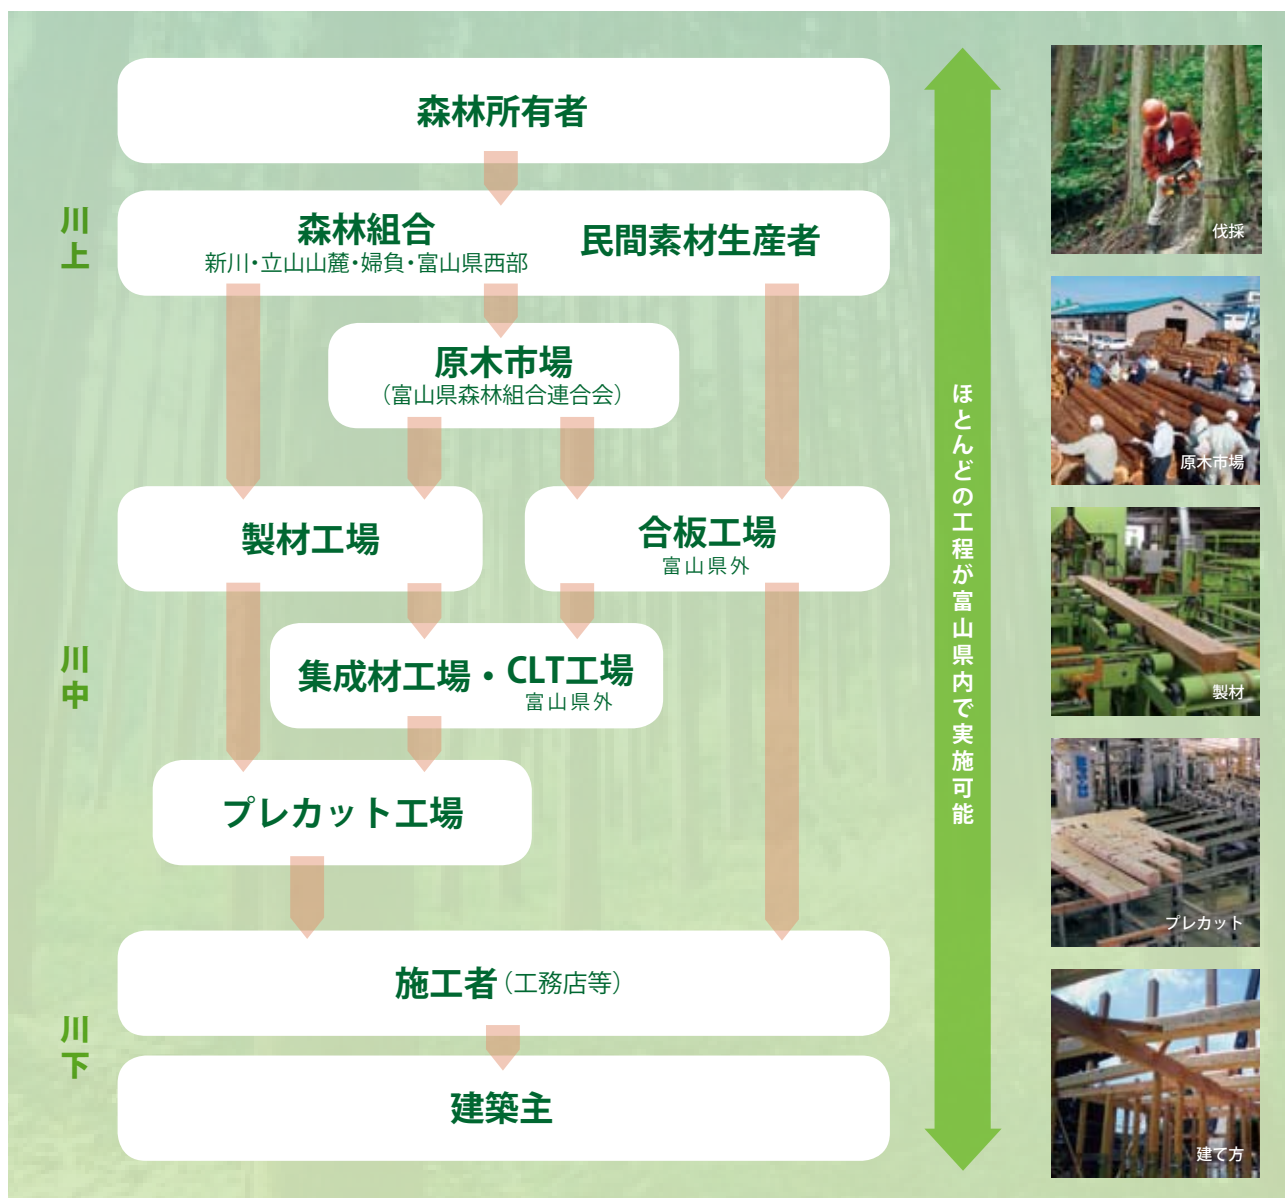 森林所有者
川上
森林組合
新川・立山山麓・婦負・富山県西部
民間素材生産者
原木市場
（富山県森林組合連合会）
製材工場
合板工場
富山県外
川中
集成材工場・CLT工場
富山県外
プレカット工場
川下
施工者（工務店等）
建築主
ほとんどの工程が富山県内で実施可能
伐採
原木市場
製材
プレカット
建て方